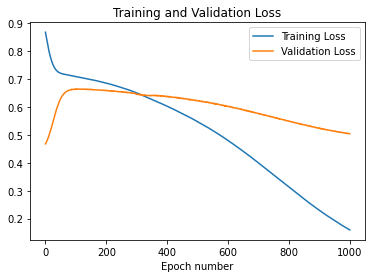 Training and Validation Loss
0.9
0.8
0.7
0.6
0.5
0.4
0.3
0.2
Training Loss
Validation Loss
0 200 400 600 800 1000
Epoch number